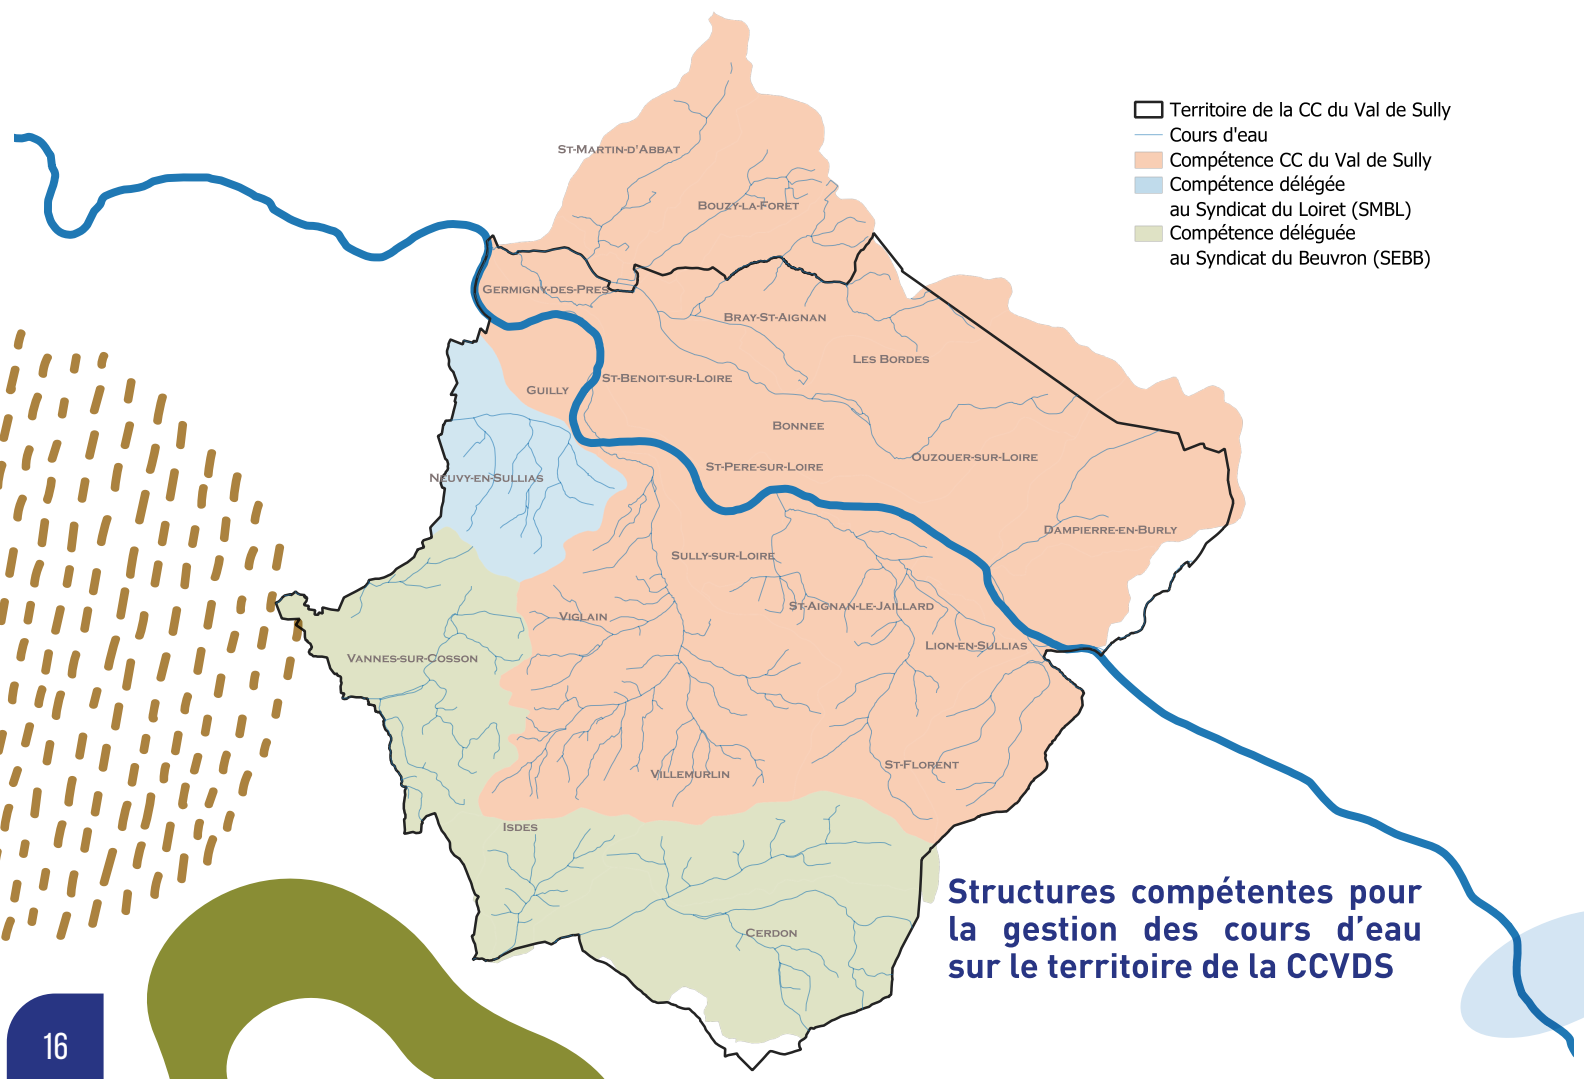 Territoire de la CC du Val de Sully
Cours d'eau
Compétence CC du Val de Sully
Compétence délégée
au Syndicat du Loiret (SMBL)
Compétence déléguée
au Syndicat du Beuvron (SEBB)
ST-MARTIN-D'ABBAT
BOUZY-LA-FORET
GERMIGNY-DES-PRES
BRAY-ST-AIGNAN
LES BORDES
ST-BENOIT-SUR-LOIRE
GUILLY
BONNEE
OUZOUER-SUR-LOIRE
ST-PERE-SUR-LOIRE
NEUVY-EN-SULLIAS
DAMPIERRE-EN-BURLY
SULLY-SUR-LOIRE
ST-AIGNAN-LE-JAILLARD
VIGLAIN
LION-EN-SULLIAS
VANNES-SUR-COSSON
ST-FLORENT
VILLEMURLIN
ISDES
CERDON
Structures compétentes pour
la gestion des cours d'eau
sur le territoire de la CCVDS
16